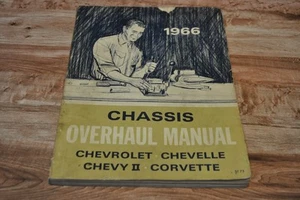 1966
CHASSIS
OVERHAUL MANUAL
CHEVROLET CHEVELLE
CHEVY II CORVETTE